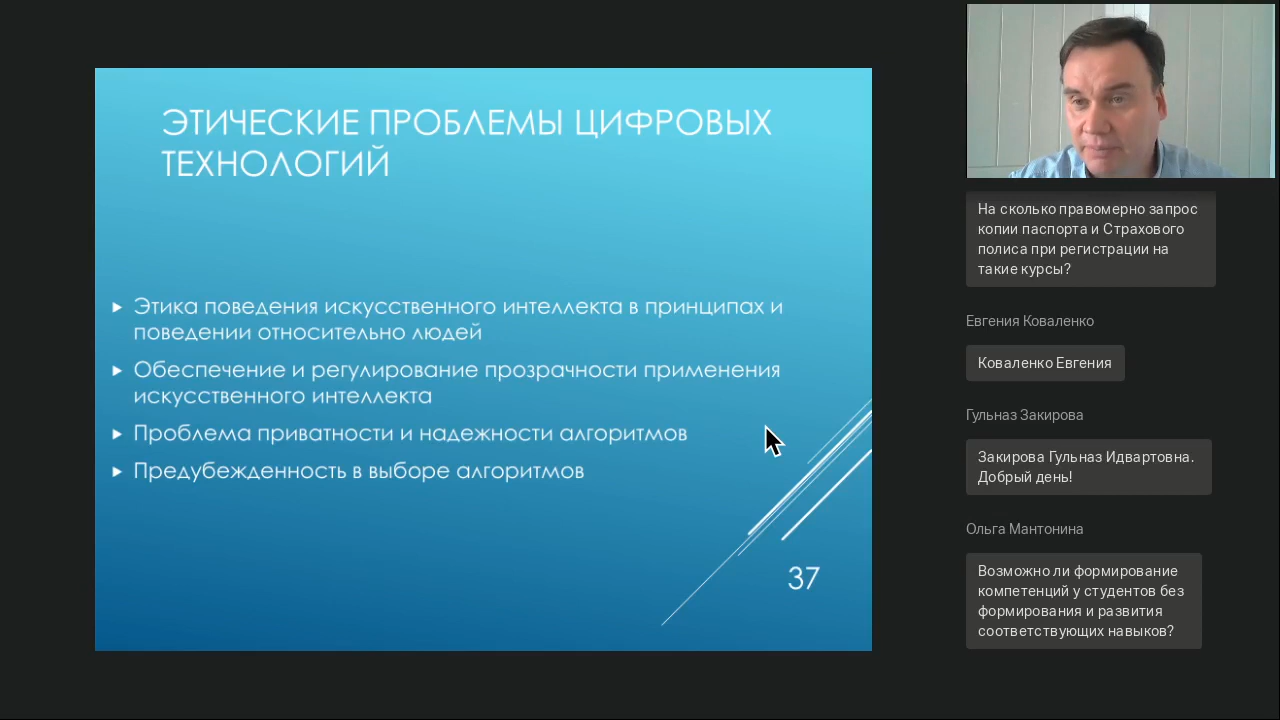 ЭТИЧЕСКИЕ ПРОБЛЕМЫ ЦИФРОВЫХ
ТЕХНОЛОГИЙ
Этика поведения искусственного интеллекта в принципах и
поведении относительно людей
Обеспечение и регулирование прозрачности применения
искусственного интеллекта
Проблема приватности и надежности алгоритмов
Предубежденность в выборе алгоритмов
37
На сколько правомерно запрос
копии паспорта и Страхового
полиса при регистрации на
такие курсы?
Евгения Коваленко
Коваленко Евгения
Гульназ Закирова
Закирова Гульназ Идвартовна.
Добрый день!
Ольга Мантонина
Возможно ли формирование
компетенций у студентов без
формирования и развития
соответствующих навыков?